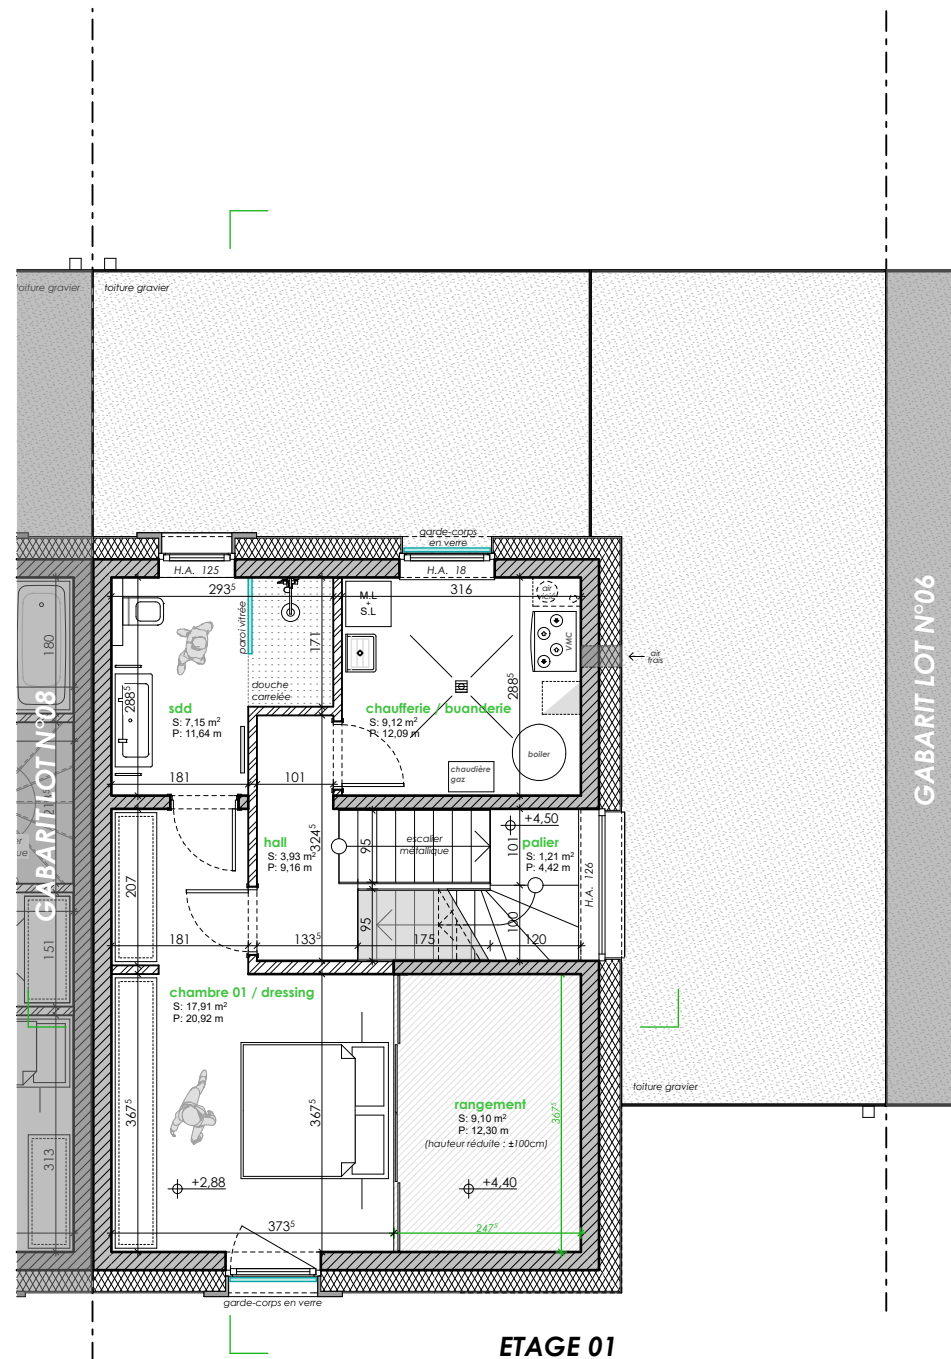 toiture gravier
toiture gravier
garde-corps
en verre
H.A. 125
H.A. 18
293⁵
316
M.L
+
S.L
air
VMC
air
frais
paroi vitrée
171
180
288⁵
288⁵
douche
carrelée
sdd
S: 7,15 m²
P: 11,64 m
chaufferie / buanderie
S: 9,12 m²
P: 12,09 m
boiler
chaudière
gaz
181
101
GABARIT LOT N°08
GABARIT LOT N°06
hall
S: 3,93 m²
P: 9,16 m
324⁵
95
escalier
métallique
+4,50
101
palier
S: 1,21 m²
P: 4,42 m
H.A. 126
207
95
100
151
181
133⁵
175
120
chambre 01 / dressing
S: 17,91 m²
P: 20,92 m
367⁵
367⁵
rangement
S: 9,10 m²
P: 12,30 m
(hauteur réduite : ±100cm)
367⁵
toiture gravier
313
+2,88
+4,40
373⁵
247⁵
garde-corps en verre
ETAGE 01